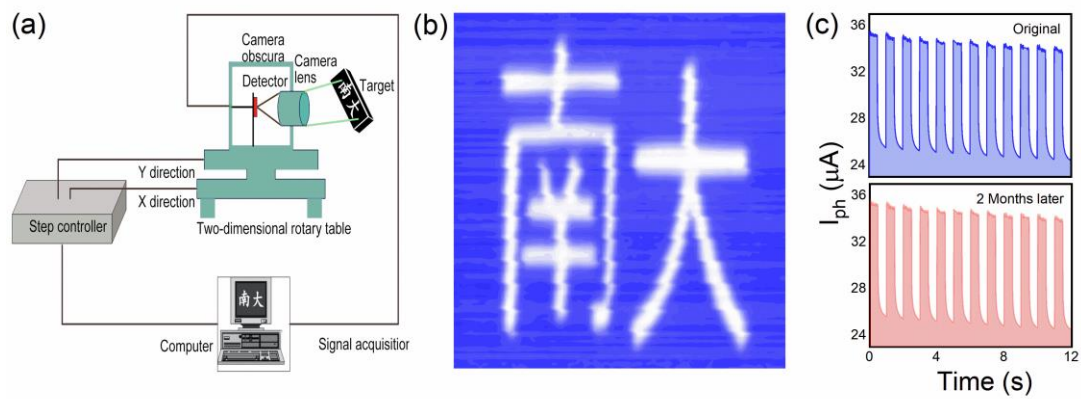 (a)
Camera
obscura
Detector
Camera
lens
Target
南大
Y direction
X direction
Step controller
Two-dimensional rotary table
南大
Computer
Signal acquisitior
(b)
南大
(c)
36
Original
32
28
24
I_ph (μA)
36
2 Months later
32
28
24
0 4 8 12
Time (s)